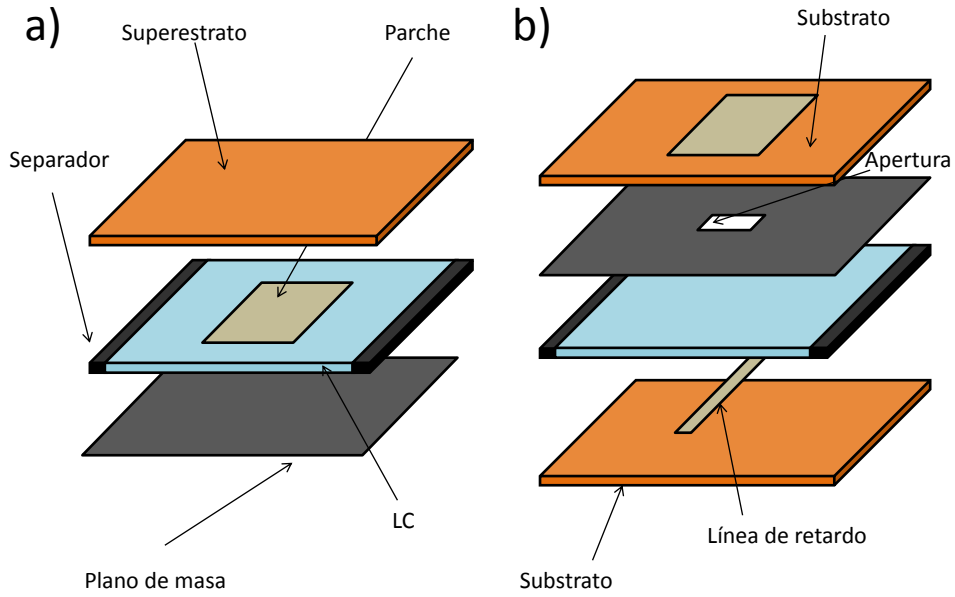 a)
Superestrato
Parche
Separador
LC
Plano de masa
b)
Substrato
Apertura
Línea de retardo
Substrato